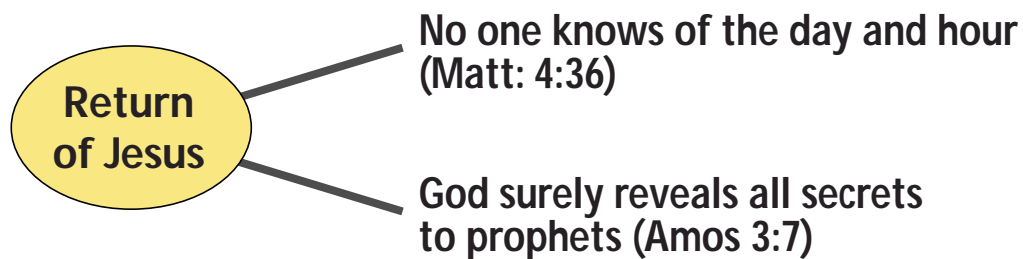 Return
of Jesus
No one knows of the day and hour
(Matt: 4:36)
God surely reveals all secrets
to prophets (Amos 3:7)